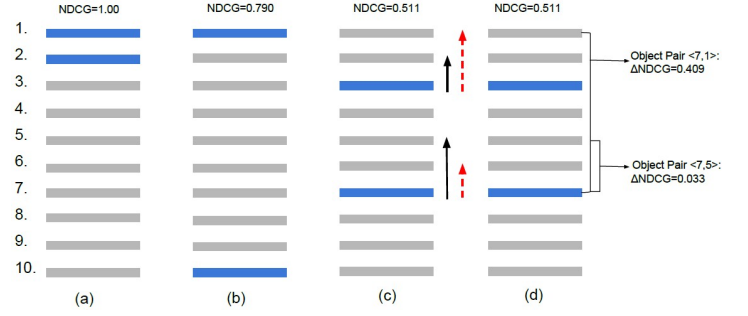 NDCG=1.00 NDCG=0.790 NDCG=0.511 NDCG=0.511
1.
2.
Object Pair <7,1>:
ΔNDCG=0.409
3.
4.
5.
6.
Object Pair <7,5>:
ΔNDCG=0.033
7.
8.
9.
10.
(a) (b) (c) (d)